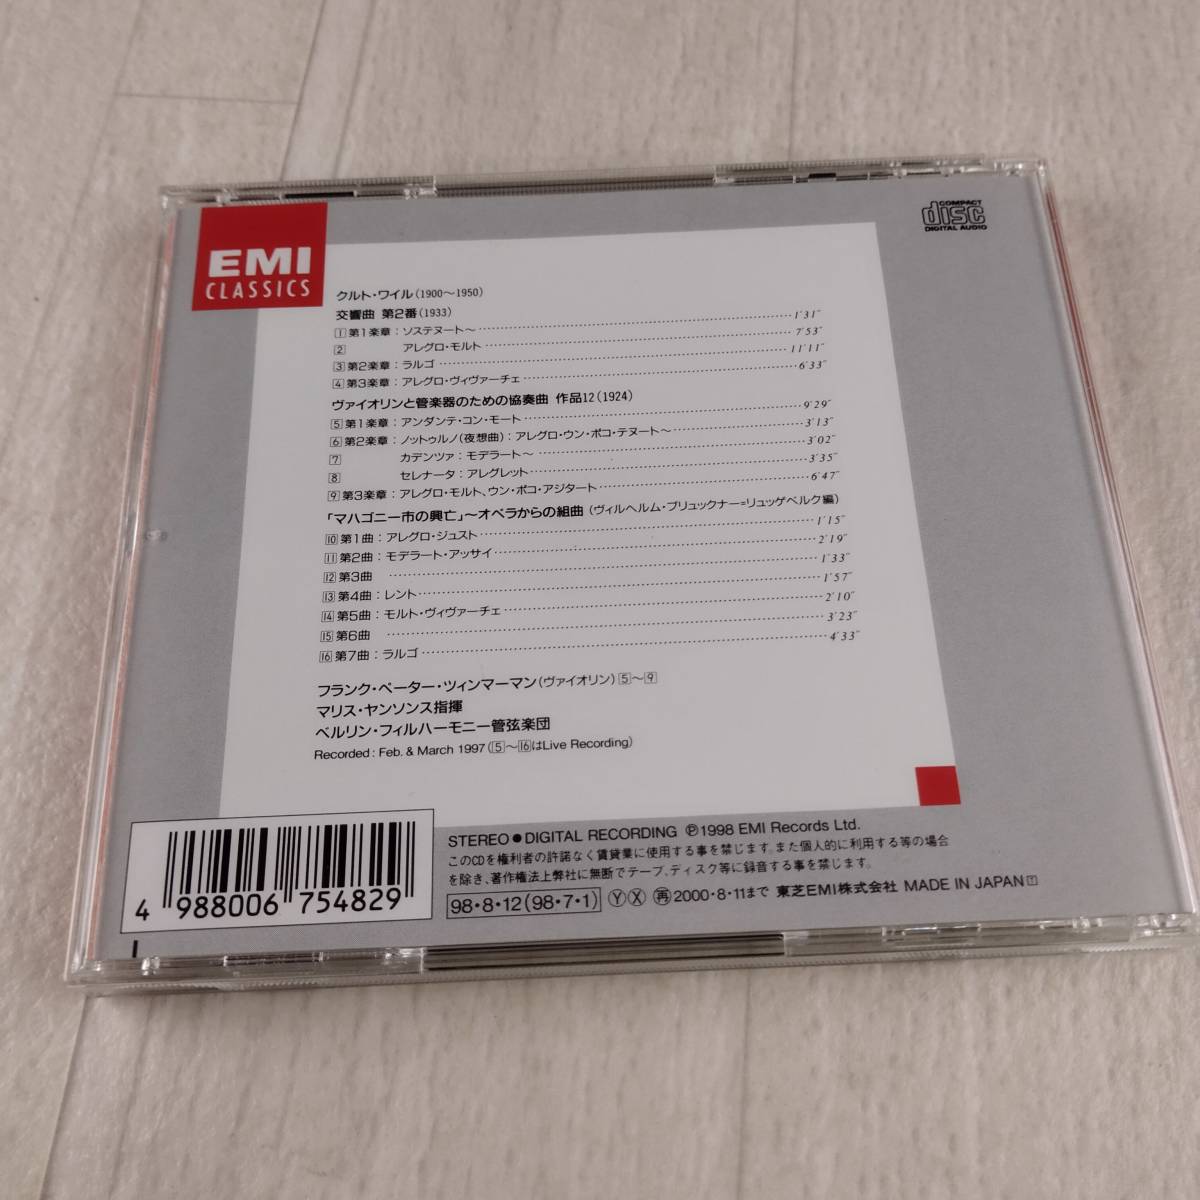 EMI
CLASSICS
COMPACT
disc
DIGITAL AUDIO
クルト・ワイル(1900〜1950)
交響曲 第2番(1933)
1 第1楽章：ソステヌート〜 1'31"
2 アレグロ・モルト 7'53"
3 第2楽章：ラルゴ 11'11"
4 第3楽章：アレグロ・ヴィヴァーチェ 6'33"
ヴァイオリンと管楽器のための協奏曲 作品12(1924)
5 第1楽章：アンダンテ・コン・モート 9'29"
6 第2楽章：ノットゥルノ(夜想曲)：アレグロ・ウン・ポコ・テヌート〜 3'13"
7 カデンツァ：モデラート〜 3'02"
8 セレナータ：アレグレット 3'35"
9 第3楽章：アレグロ・モルト、ウン・ポコ・アジタート 6'47"
「マハゴニー市の興亡」〜オペラからの組曲 (ヴィルヘルム・ブリュックナー=リュッゲベルク編)
10 第1曲：アレグロ・ジュスト 1'15"
11 第2曲：モデラート・アッサイ 2'19"
12 第3曲 1'33"
13 第4曲：レント 1'57"
14 第5曲：モルト・ヴィヴァーチェ 2'10"
15 第6曲 3'23"
16 第7曲：ラルゴ 4'33"
フランク・ペーター・ツィンマーマン(ヴァイオリン) 5〜9
マリス・ヤンソンス指揮
ベルリン・フィルハーモニー管弦楽団
Recorded : Feb. & March 1997 (5〜16はLive Recording)
STEREO ● DIGITAL RECORDING ℗1998 EMI Records Ltd.
このCDを権利者の許諾なく賃貸業に使用する事を禁じます。また個人的に利用する等の場合
を除き、著作権法上弊社に無断でテープ、ディスク等に録音する事を禁じます。
98・8・12(98・7・1) Ⓨ Ⓧ ㊢2000・8・11まで 東芝EMI株式会社 MADE IN JAPAN T
4 988006 754829